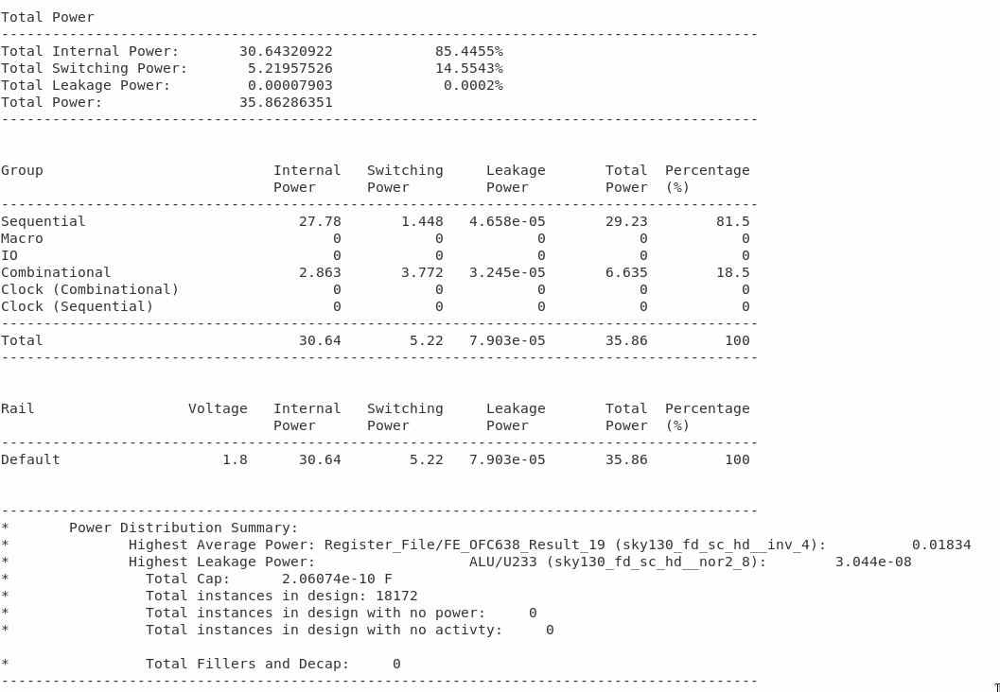 Total Power
-----------------------------------------------------------------------------------------
Total Internal Power:       30.64320922            85.4455%
Total Switching Power:       5.21957526            14.5543%
Total Leakage Power:         0.00007903             0.0002%
Total Power:                35.86286351
-----------------------------------------------------------------------------------------
Group                           Internal   Switching     Leakage       Total  Percentage
                                Power      Power         Power         Power  (%)
-----------------------------------------------------------------------------------------
Sequential                         27.78       1.448   4.658e-05       29.23        81.5
Macro                                  0           0           0           0           0
IO                                     0           0           0           0           0
Combinational                      2.863       3.772   3.245e-05       6.635        18.5
Clock (Combinational)                  0           0           0           0           0
Clock (Sequential)                     0           0           0           0           0
-----------------------------------------------------------------------------------------
Total                              30.64        5.22   7.903e-05       35.86         100
-----------------------------------------------------------------------------------------
Rail                  Voltage   Internal   Switching     Leakage       Total  Percentage
                                Power      Power         Power         Power  (%)
-----------------------------------------------------------------------------------------
Default                   1.8      30.64        5.22   7.903e-05       35.86         100
-----------------------------------------------------------------------------------------
*       Power Distribution Summary:
*              Highest Average Power: Register_File/FE_OFC638_Result_19 (sky130_fd_sc_hd__inv_4):          0.01834
*              Highest Leakage Power:                  ALU/U233 (sky130_fd_sc_hd__nor2_8):        3.044e-08
*                Total Cap:      2.06074e-10 F
*                Total instances in design: 18172
*                Total instances in design with no power:     0
*                Total instances in design with no activty:     0
*                Total Fillers and Decap:     0
-----------------------------------------------------------------------------------------